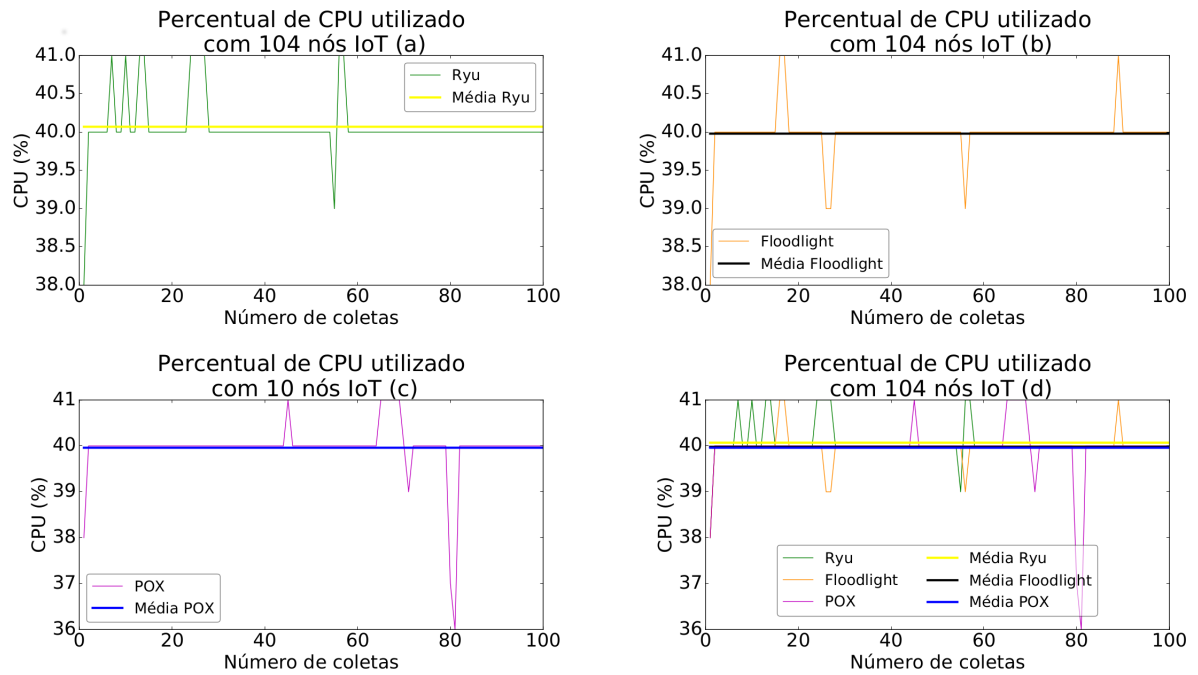 Percentual de CPU utilizado
com 104 nós IoT (a)
CPU (%)
41.0
40.5
40.0
39.5
39.0
38.5
38.0
Ryu
Média Ryu
0 20 40 60 80 100
Número de coletas
Percentual de CPU utilizado
com 104 nós IoT (b)
CPU (%)
41.0
40.5
40.0
39.5
39.0
38.5
38.0
Floodlight
Média Floodlight
0 20 40 60 80 100
Número de coletas
Percentual de CPU utilizado
com 10 nós IoT (c)
CPU (%)
41
40
39
38
37
36
POX
Média POX
0 20 40 60 80 100
Número de coletas
Percentual de CPU utilizado
com 104 nós IoT (d)
CPU (%)
41
40
39
38
37
36
Ryu Média Ryu
Floodlight Média Floodlight
POX Média POX
0 20 40 60 80 100
Número de coletas